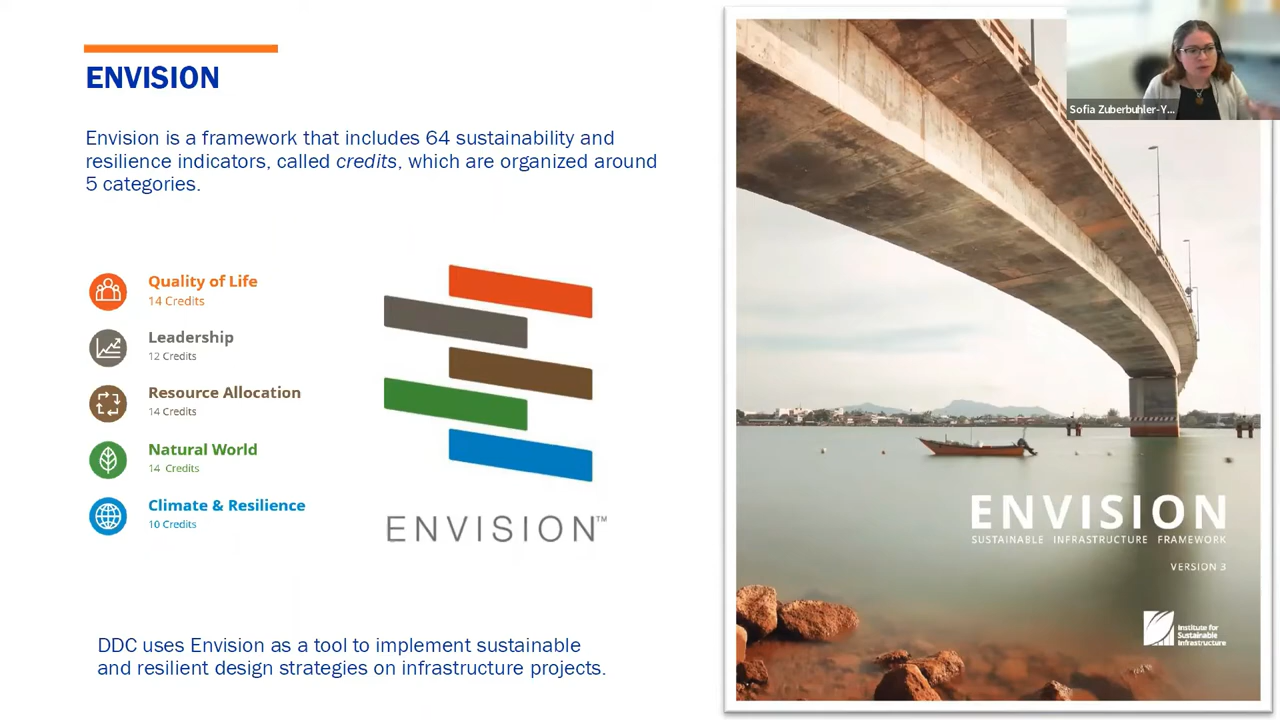 ENVISION
Envision is a framework that includes 64 sustainability and
resilience indicators, called credits, which are organized around
5 categories.
Quality of Life
14 Credits
Leadership
12 Credits
Resource Allocation
14 Credits
Natural World
14 Credits
Climate & Resilience
10 Credits
ENVISION™
DDC uses Envision as a tool to implement sustainable
and resilient design strategies on infrastructure projects.
Sofia Zuberbuhler-Y...
ENVISION
SUSTAINABLE INFRASTRUCTURE FRAMEWORK
VERSION 3
Institute for
Sustainable
Infrastructure